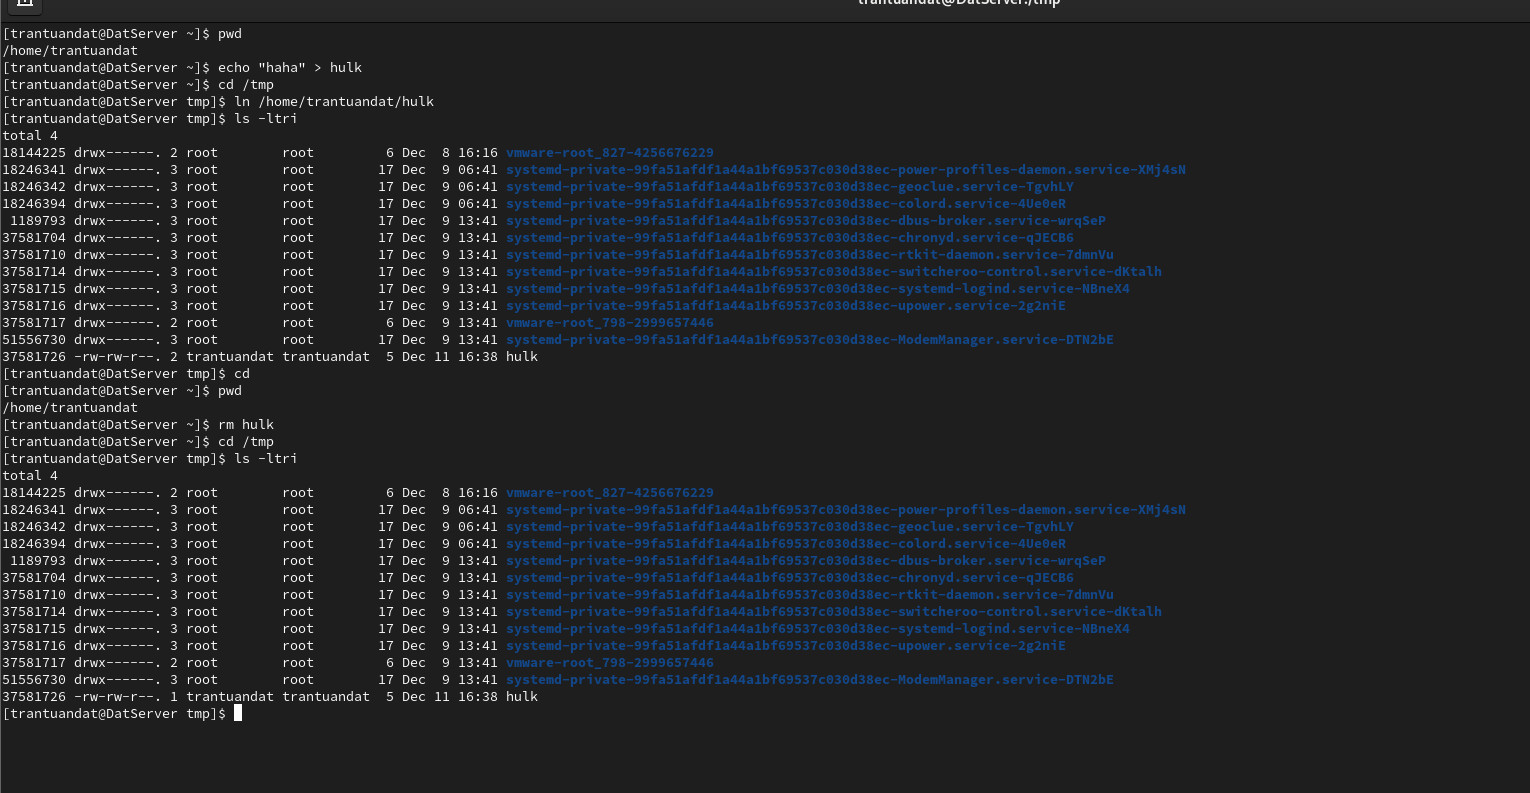 trantuandat@DatServer:/tmp
[trantuandat@DatServer ~]$ pwd
/home/trantuandat
[trantuandat@DatServer ~]$ echo "haha" > hulk
[trantuandat@DatServer ~]$ cd /tmp
[trantuandat@DatServer tmp]$ ln /home/trantuandat/hulk
[trantuandat@DatServer tmp]$ ls -ltri
total 4
18144225 drwx------. 2 root        root         6 Dec  8 16:16 vmware-root_827-4256676229
18246341 drwx------. 3 root        root        17 Dec  9 06:41 systemd-private-99fa51afdf1a44a1bf69537c030d38ec-power-profiles-daemon.service-XMj4sN
18246342 drwx------. 3 root        root        17 Dec  9 06:41 systemd-private-99fa51afdf1a44a1bf69537c030d38ec-geoclue.service-TgvhLY
18246394 drwx------. 3 root        root        17 Dec  9 06:41 systemd-private-99fa51afdf1a44a1bf69537c030d38ec-colord.service-4Ue0eR
 1189793 drwx------. 3 root        root        17 Dec  9 13:41 systemd-private-99fa51afdf1a44a1bf69537c030d38ec-dbus-broker.service-wrqSeP
37581704 drwx------. 3 root        root        17 Dec  9 13:41 systemd-private-99fa51afdf1a44a1bf69537c030d38ec-chronyd.service-qJECB6
37581710 drwx------. 3 root        root        17 Dec  9 13:41 systemd-private-99fa51afdf1a44a1bf69537c030d38ec-rtkit-daemon.service-7dmnVu
37581714 drwx------. 3 root        root        17 Dec  9 13:41 systemd-private-99fa51afdf1a44a1bf69537c030d38ec-switcheroo-control.service-dKtalh
37581715 drwx------. 3 root        root        17 Dec  9 13:41 systemd-private-99fa51afdf1a44a1bf69537c030d38ec-systemd-logind.service-NBneX4
37581716 drwx------. 3 root        root        17 Dec  9 13:41 systemd-private-99fa51afdf1a44a1bf69537c030d38ec-upower.service-2g2niE
37581717 drwx------. 2 root        root         6 Dec  9 13:41 vmware-root_798-2999657446
51556730 drwx------. 3 root        root        17 Dec  9 13:41 systemd-private-99fa51afdf1a44a1bf69537c030d38ec-ModemManager.service-DTN2bE
37581726 -rw-rw-r--. 2 trantuandat trantuandat  5 Dec 11 16:38 hulk
[trantuandat@DatServer tmp]$ cd
[trantuandat@DatServer ~]$ pwd
/home/trantuandat
[trantuandat@DatServer ~]$ rm hulk
[trantuandat@DatServer ~]$ cd /tmp
[trantuandat@DatServer tmp]$ ls -ltri
total 4
18144225 drwx------. 2 root        root         6 Dec  8 16:16 vmware-root_827-4256676229
18246341 drwx------. 3 root        root        17 Dec  9 06:41 systemd-private-99fa51afdf1a44a1bf69537c030d38ec-power-profiles-daemon.service-XMj4sN
18246342 drwx------. 3 root        root        17 Dec  9 06:41 systemd-private-99fa51afdf1a44a1bf69537c030d38ec-geoclue.service-TgvhLY
18246394 drwx------. 3 root        root        17 Dec  9 06:41 systemd-private-99fa51afdf1a44a1bf69537c030d38ec-colord.service-4Ue0eR
 1189793 drwx------. 3 root        root        17 Dec  9 13:41 systemd-private-99fa51afdf1a44a1bf69537c030d38ec-dbus-broker.service-wrqSeP
37581704 drwx------. 3 root        root        17 Dec  9 13:41 systemd-private-99fa51afdf1a44a1bf69537c030d38ec-chronyd.service-qJECB6
37581710 drwx------. 3 root        root        17 Dec  9 13:41 systemd-private-99fa51afdf1a44a1bf69537c030d38ec-rtkit-daemon.service-7dmnVu
37581714 drwx------. 3 root        root        17 Dec  9 13:41 systemd-private-99fa51afdf1a44a1bf69537c030d38ec-switcheroo-control.service-dKtalh
37581715 drwx------. 3 root        root        17 Dec  9 13:41 systemd-private-99fa51afdf1a44a1bf69537c030d38ec-systemd-logind.service-NBneX4
37581716 drwx------. 3 root        root        17 Dec  9 13:41 systemd-private-99fa51afdf1a44a1bf69537c030d38ec-upower.service-2g2niE
37581717 drwx------. 2 root        root         6 Dec  9 13:41 vmware-root_798-2999657446
51556730 drwx------. 3 root        root        17 Dec  9 13:41 systemd-private-99fa51afdf1a44a1bf69537c030d38ec-ModemManager.service-DTN2bE
37581726 -rw-rw-r--. 1 trantuandat trantuandat  5 Dec 11 16:38 hulk
[trantuandat@DatServer tmp]$